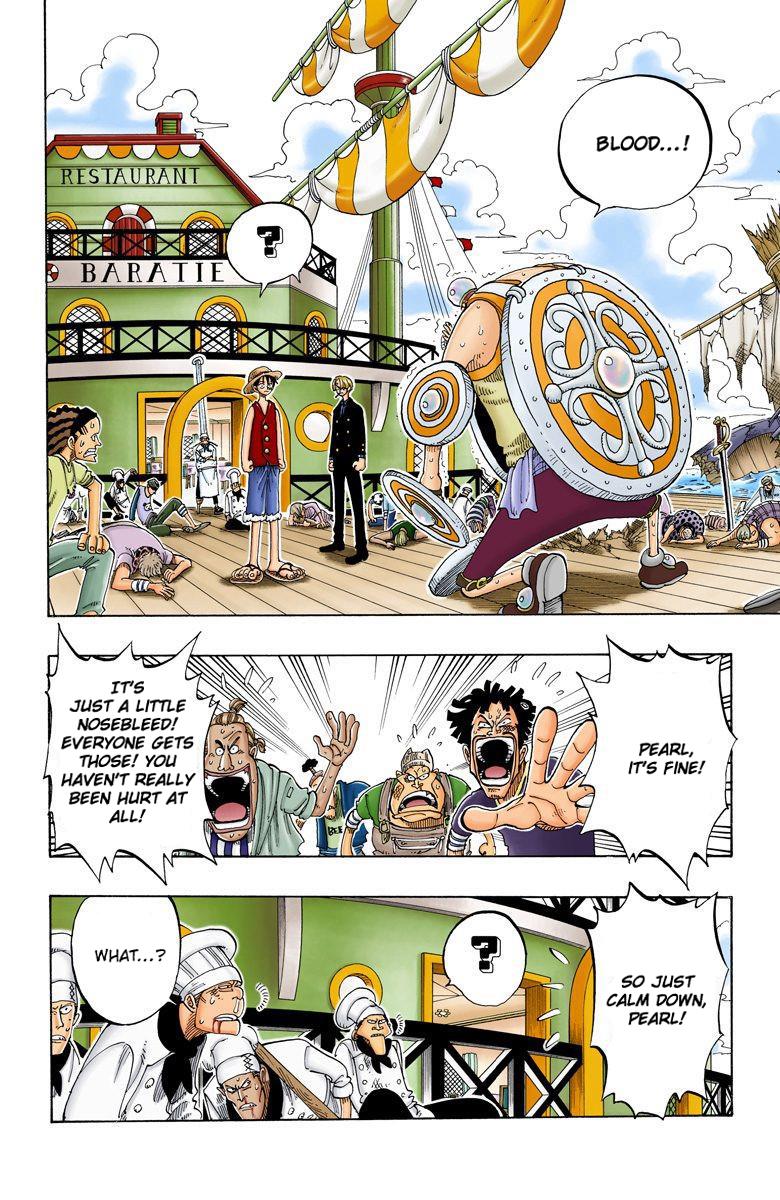 BLOOD...!
?
RESTAURANT
BARATIE
PEARL,
IT'S FINE!
IT'S
JUST A LITTLE
NOSEBLEED!
EVERYONE GETS
THOSE! YOU
HAVEN'T REALLY
BEEN HURT AT
ALL!
BEE
SO JUST
CALM DOWN,
PEARL!
?
WHAT...?